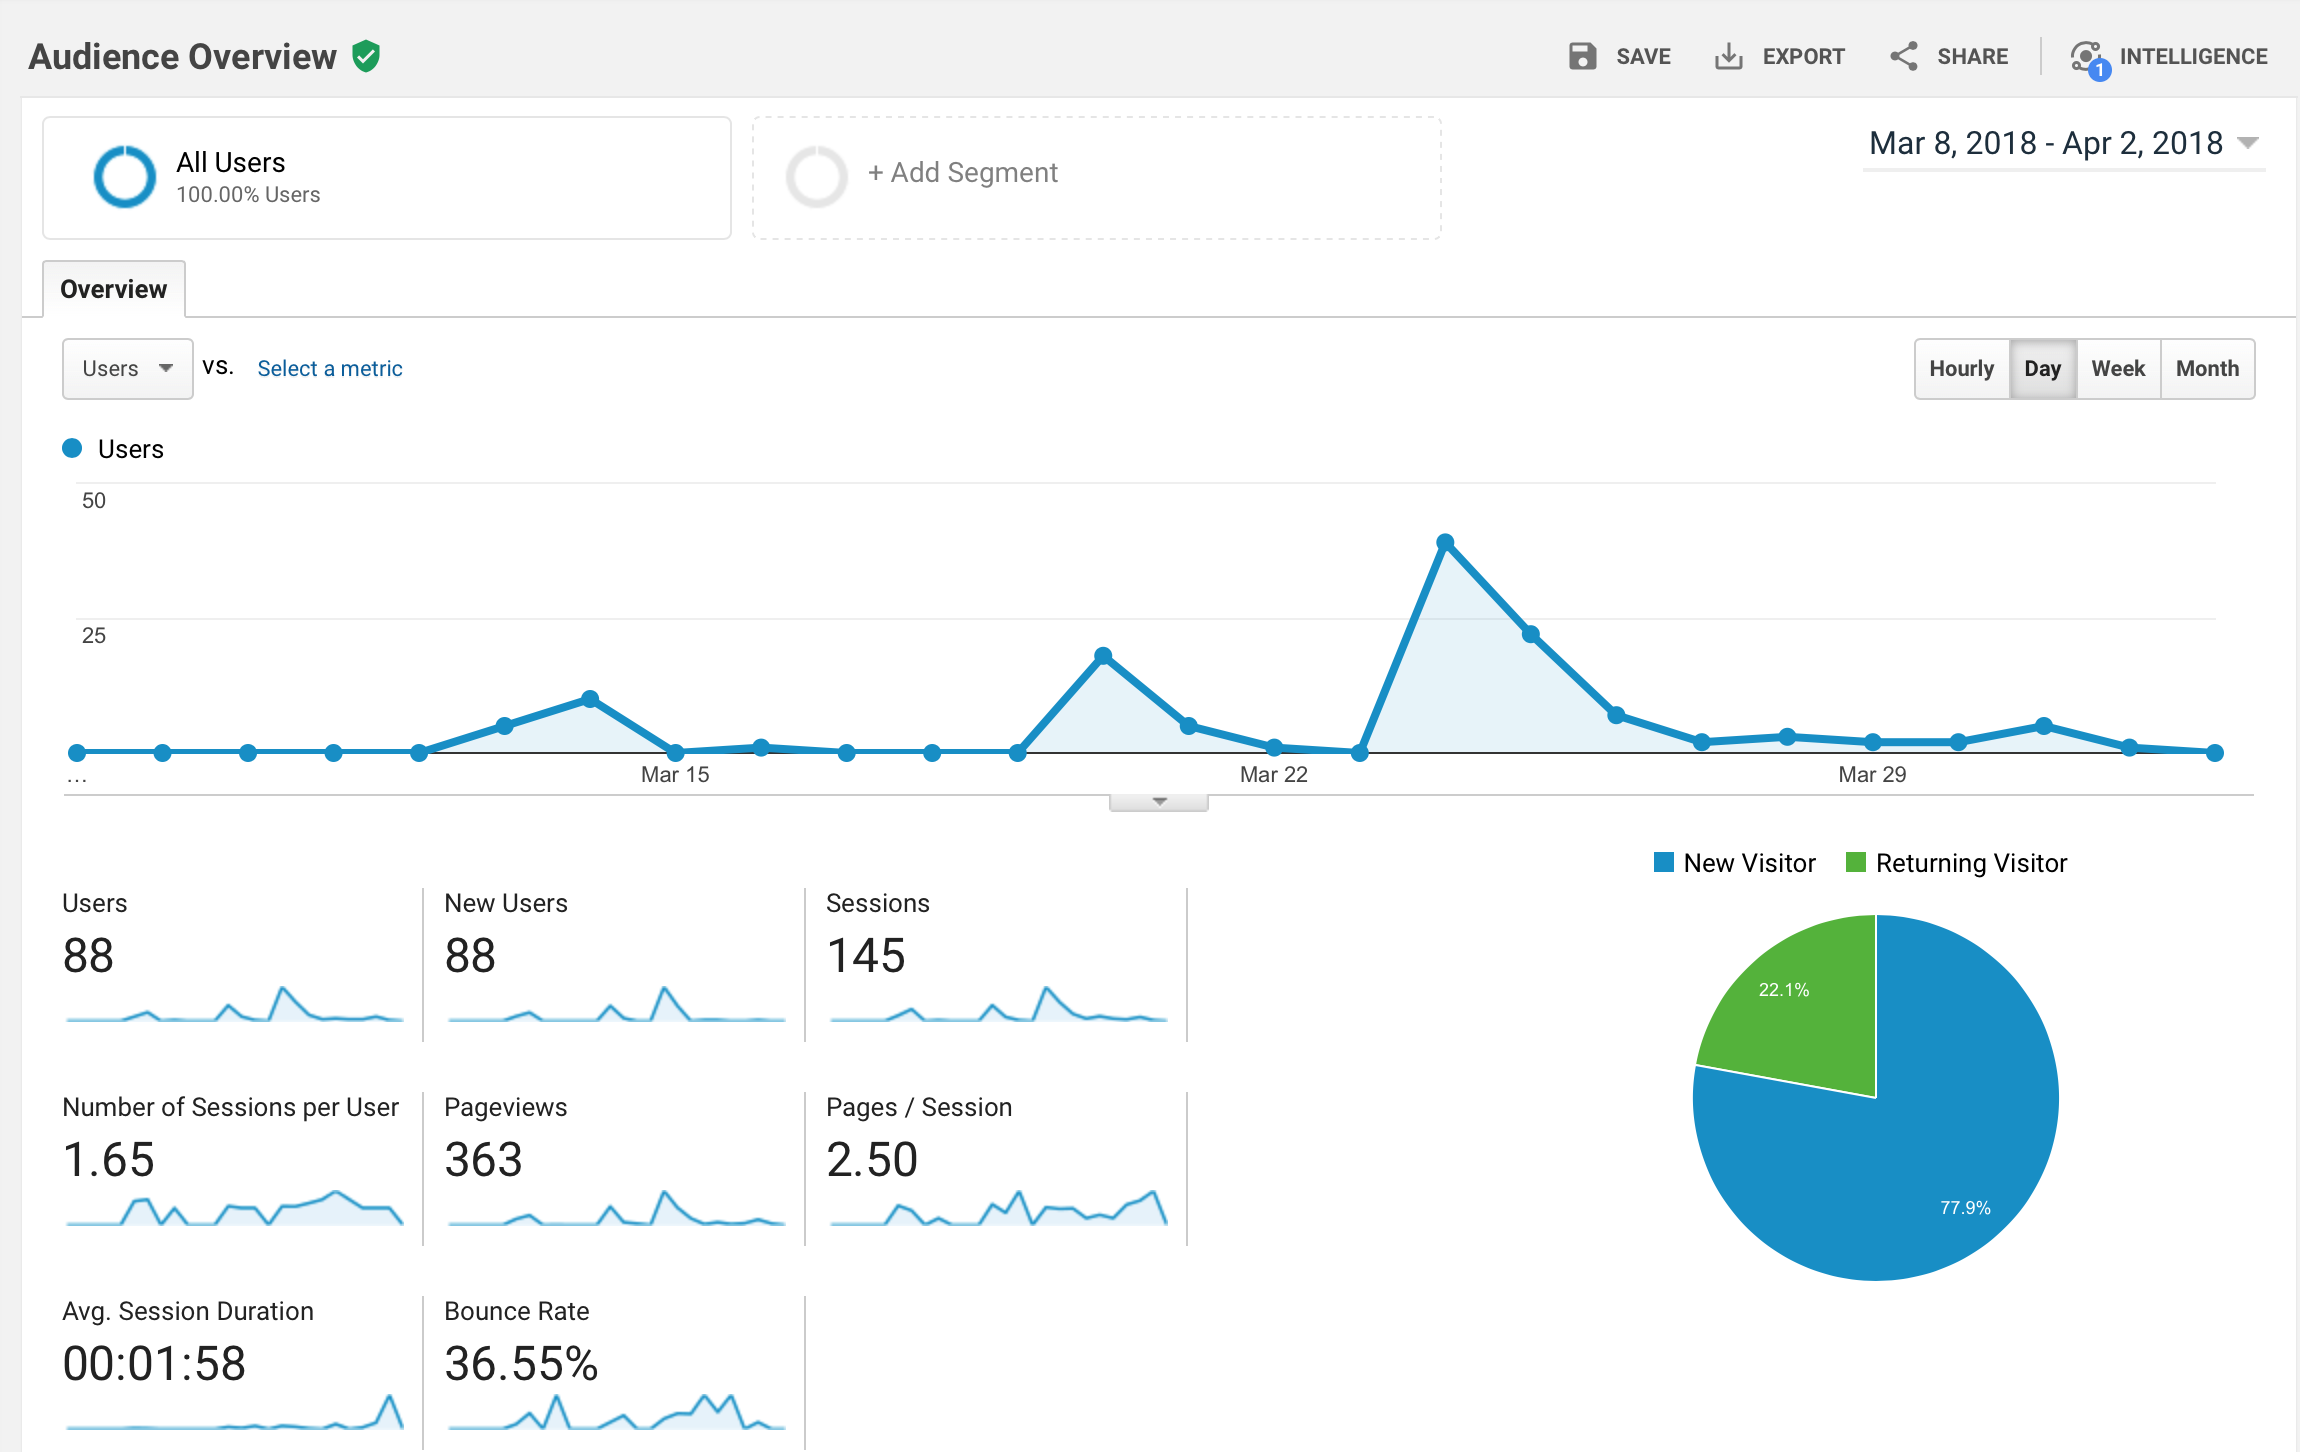 Audience Overview
SAVE
EXPORT
SHARE
1
INTELLIGENCE
All Users
100.00% Users
+ Add Segment
Mar 8, 2018 - Apr 2, 2018
Overview
Users
VS.
Select a metric
Hourly
Day
Week
Month
Users
50
25
...
Mar 15
Mar 22
Mar 29
New Visitor
Returning Visitor
Users
88
New Users
88
Sessions
145
22.1%
77.9%
Number of Sessions per User
1.65
Pageviews
363
Pages / Session
2.50
Avg. Session Duration
00:01:58
Bounce Rate
36.55%